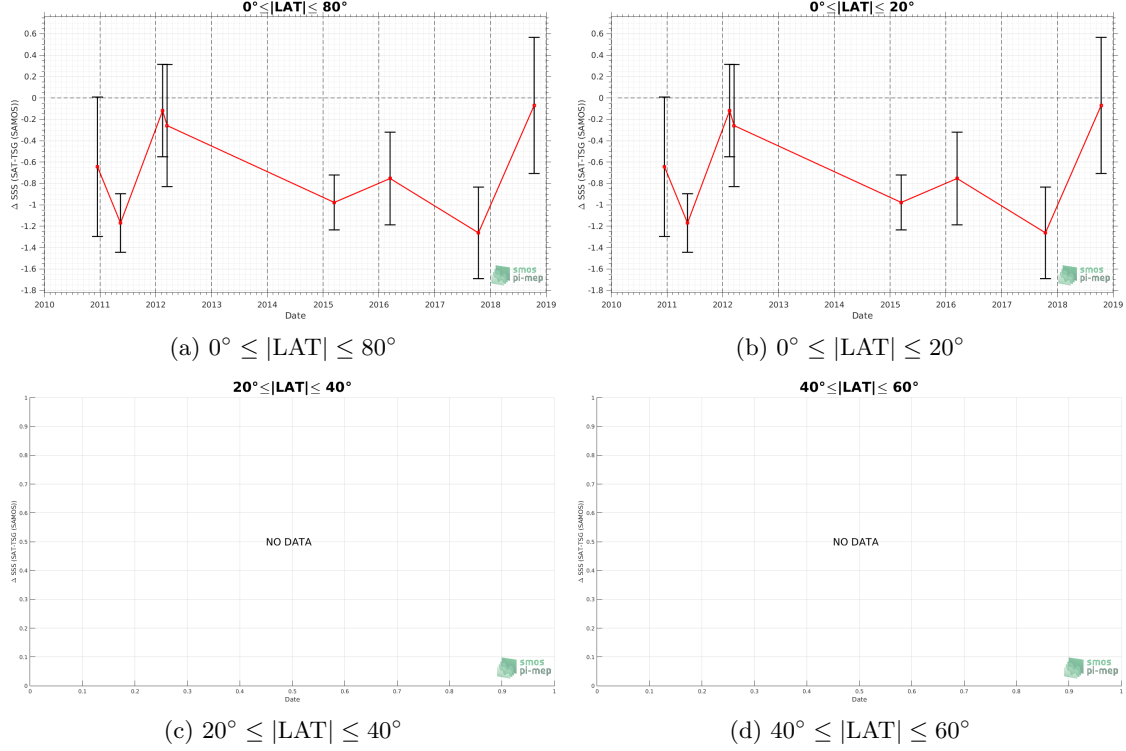 0°≤|LAT|≤ 80°
0.6
0.4
0.2
0
-0.2
-0.4
-0.6
-0.8
-1
-1.2
-1.4
-1.6
-1.8
Δ SSS (SAT-TSG (SAMOS))
2010 2011 2012 2013 2014 2015 2016 2017 2018 2019
Date
smos
pi-mep
(a) 0° ≤ |LAT| ≤ 80°
0°≤|LAT|≤ 20°
0.6
0.4
0.2
0
-0.2
-0.4
-0.6
-0.8
-1
-1.2
-1.4
-1.6
-1.8
Δ SSS (SAT-TSG (SAMOS))
2010 2011 2012 2013 2014 2015 2016 2017 2018 2019
Date
smos
pi-mep
(b) 0° ≤ |LAT| ≤ 20°
20°≤|LAT|≤ 40°
1
0.9
0.8
0.7
0.6
0.5
0.4
0.3
0.2
0.1
0
Δ SSS (SAT-TSG (SAMOS))
NO DATA
0 0.1 0.2 0.3 0.4 0.5 0.6 0.7 0.8 0.9 1
Date
smos
pi-mep
(c) 20° ≤ |LAT| ≤ 40°
40°≤|LAT|≤ 60°
1
0.9
0.8
0.7
0.6
0.5
0.4
0.3
0.2
0.1
0
Δ SSS (SAT-TSG (SAMOS))
NO DATA
0 0.1 0.2 0.3 0.4 0.5 0.6 0.7 0.8 0.9 1
Date
smos
pi-mep
(d) 40° ≤ |LAT| ≤ 60°